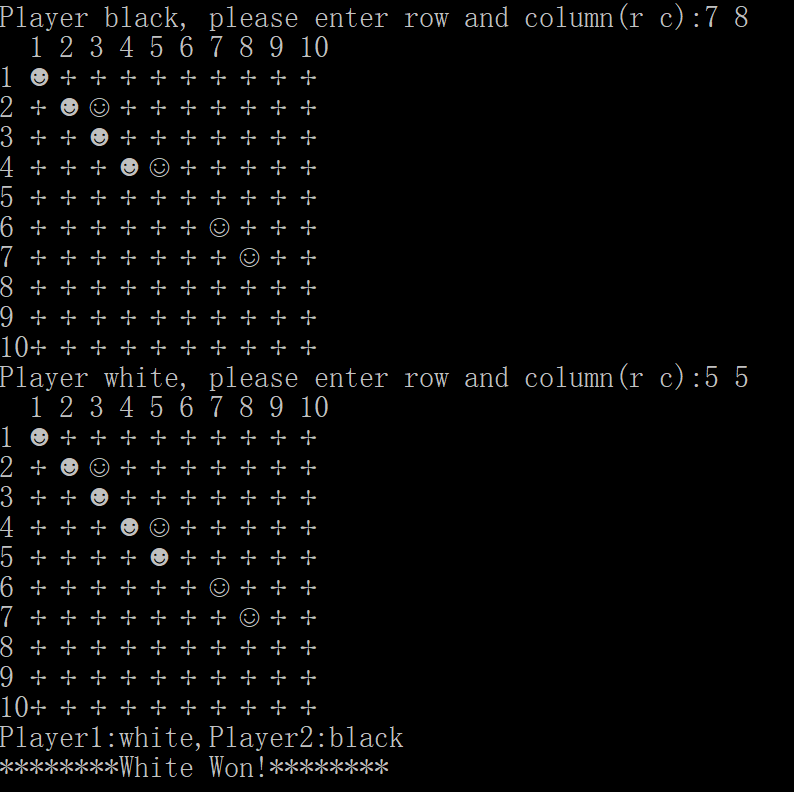 Player black, please enter row and column(r c):7 8
  1 2 3 4 5 6 7 8 9 10
1 ☻ + + + + + + + + +
2 + ☻ ☺ + + + + + + +
3 + + ☻ + + + + + + +
4 + + + ☻ ☺ + + + + +
5 + + + + + + + + + +
6 + + + + + + ☺ + + +
7 + + + + + + + ☺ + +
8 + + + + + + + + + +
9 + + + + + + + + + +
10+ + + + + + + + + +
Player white, please enter row and column(r c):5 5
  1 2 3 4 5 6 7 8 9 10
1 ☻ + + + + + + + + +
2 + ☻ ☺ + + + + + + +
3 + + ☻ + + + + + + +
4 + + + ☻ ☺ + + + + +
5 + + + + ☻ + + + + +
6 + + + + + + ☺ + + +
7 + + + + + + + ☺ + +
8 + + + + + + + + + +
9 + + + + + + + + + +
10+ + + + + + + + + +
Player1:white,Player2:black
********White Won!********